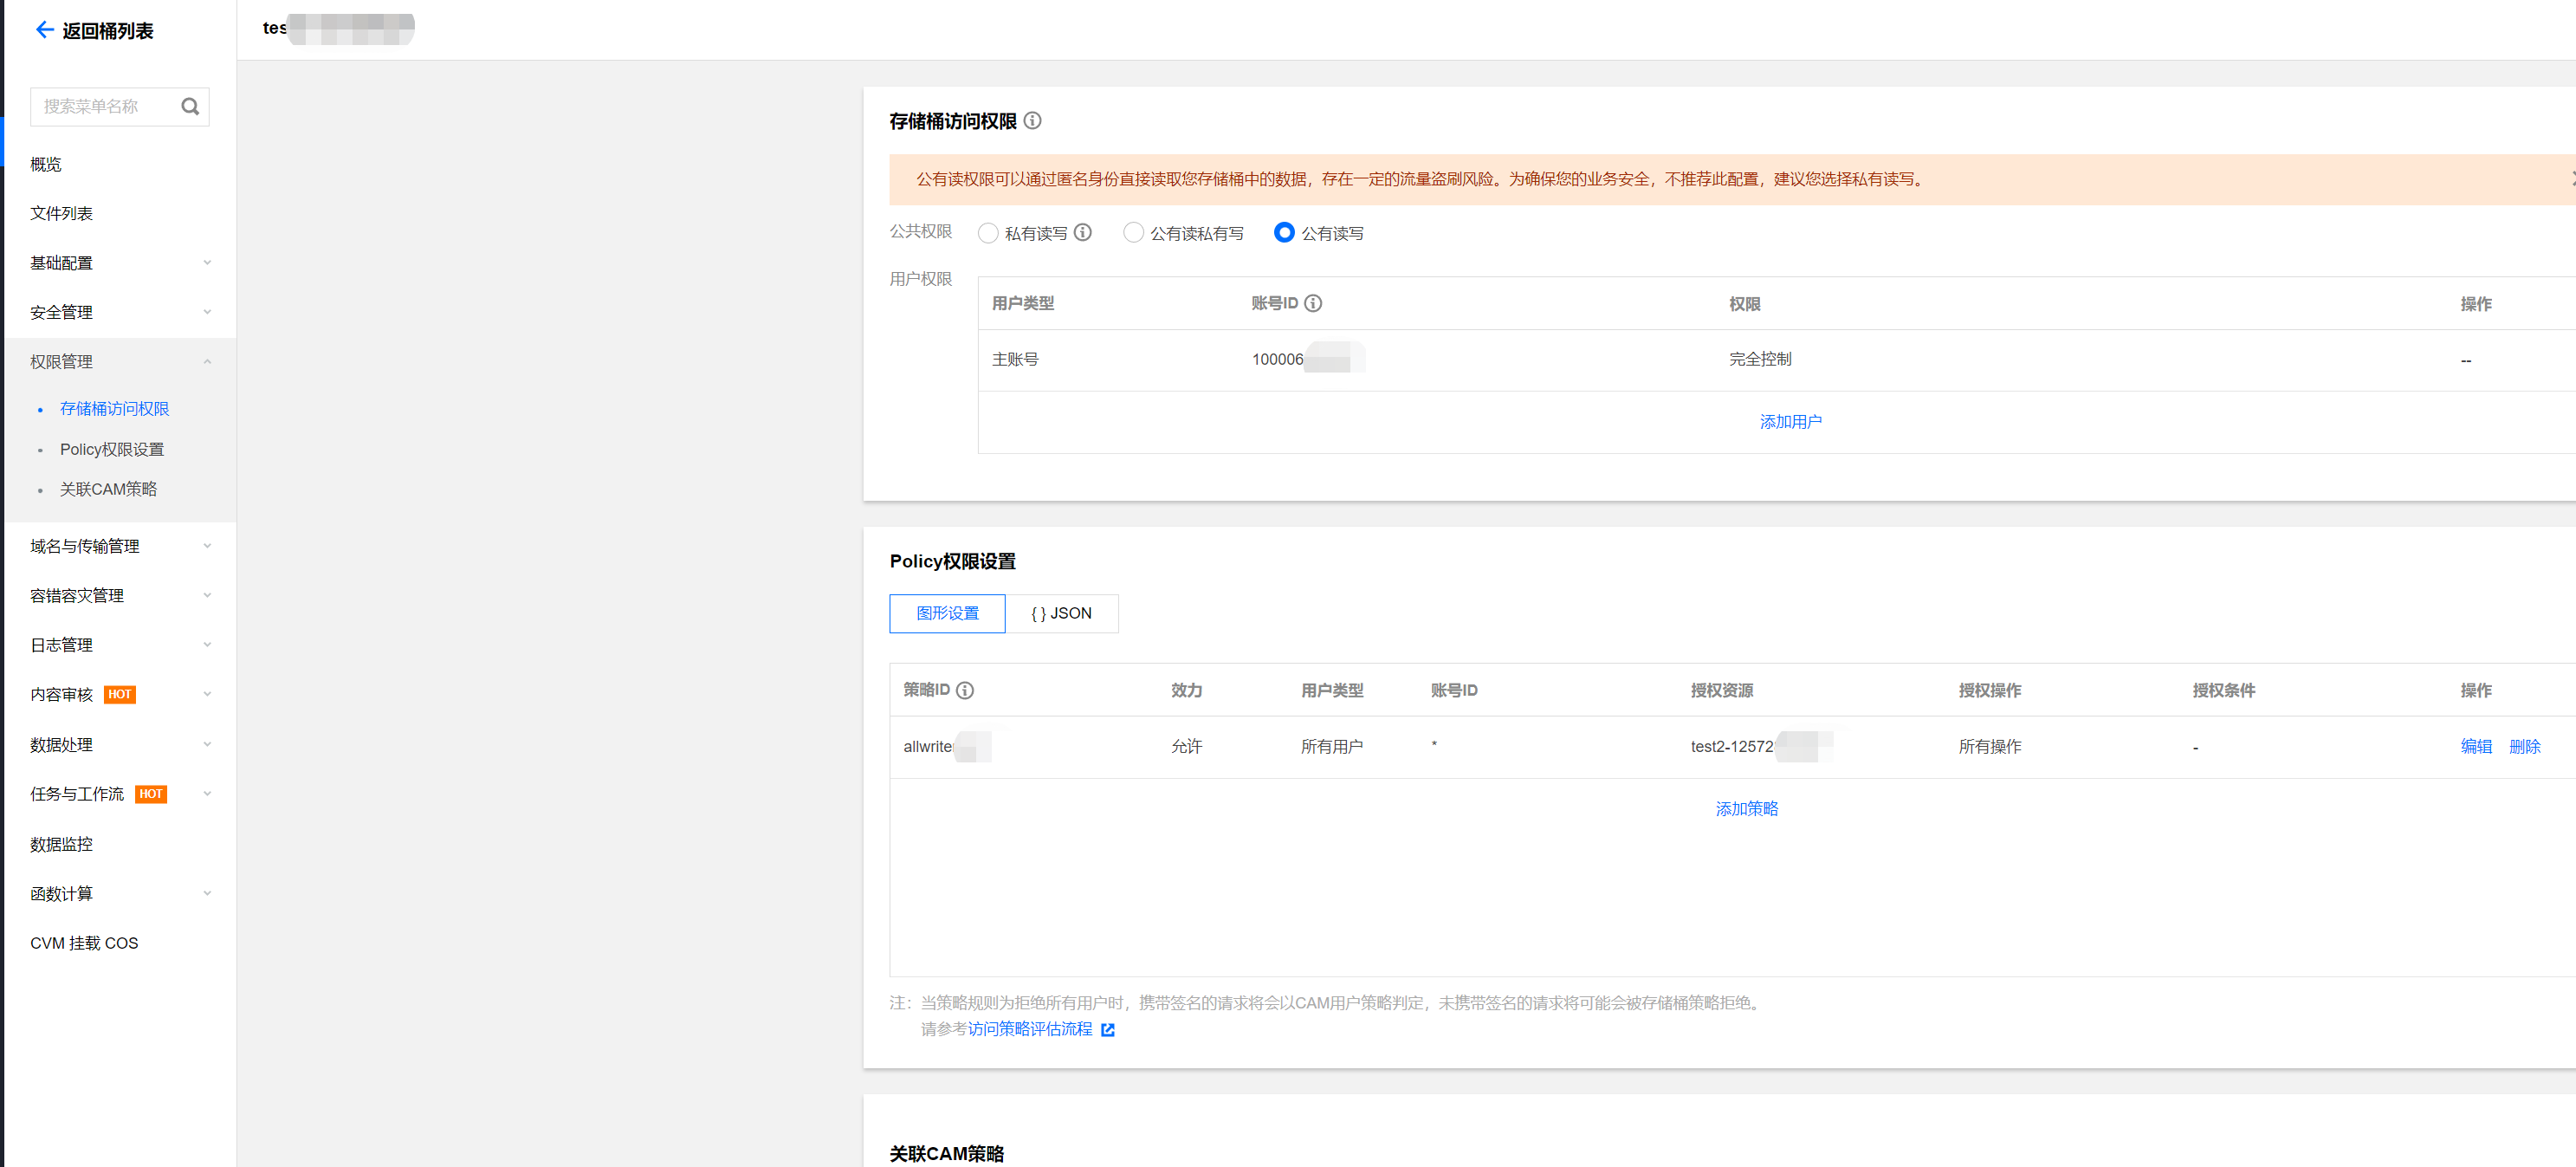 返回桶列表
tes
搜索菜单名称
概览
文件列表
基础配置
安全管理
权限管理
存储桶访问权限
Policy权限设置
关联CAM策略
域名与传输管理
容错容灾管理
日志管理
内容审核 HOT
数据处理
任务与工作流 HOT
数据监控
函数计算
CVM 挂载 COS
存储桶访问权限
公有读权限可以通过匿名身份直接读取您存储桶中的数据，存在一定的流量盗刷风险。为确保您的业务安全，不推荐此配置，建议您选择私有读写。
公共权限 私有读写 公有读私有写 公有读写
用户权限
用户类型 账号ID 权限 操作
主账号 100006 完全控制 --
添加用户
Policy权限设置
图形设置 { } JSON
策略ID 效力 用户类型 账号ID 授权资源 授权操作 授权条件 操作
allwrite 允许 所有用户 * test2-12572 所有操作 - 编辑 删除
添加策略
注：当策略规则为拒绝所有用户时，携带签名的请求将会以CAM用户策略判定，未携带签名的请求将可能会被存储桶策略拒绝。
请参考访问策略评估流程
关联CAM策略